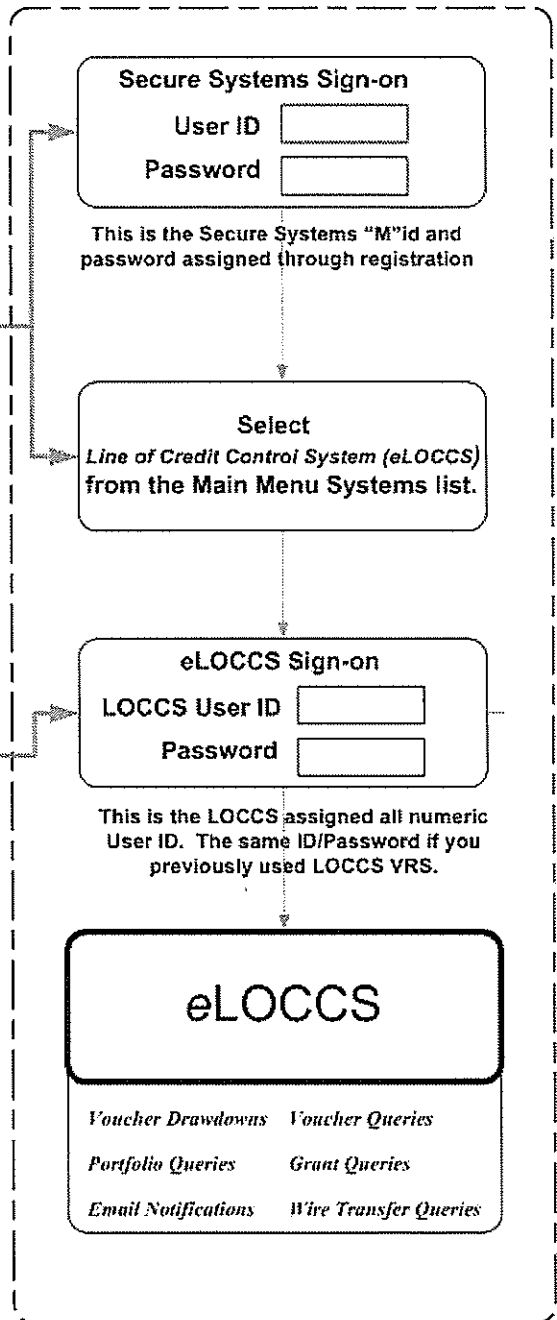 Secure Systems Sign-on
User ID
Password
This is the Secure Systems "M"id and
password assigned through registration
Select
Line of Credit Control System (eLOCCS)
from the Main Menu Systems list.
eLOCCS Sign-on
LOCCS User ID
Password
This is the LOCCS assigned all numeric
User ID. The same ID/Password if you
previously used LOCCS VRS.
eLOCCS
Voucher Drawdowns Voucher Queries
Portfolio Queries Grant Queries
Email Notifications Wire Transfer Queries